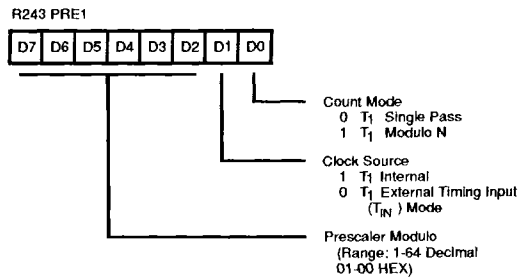 R243 PRE1
D7 D6 D5 D4 D3 D2 D1 D0
Count Mode
0 T1 Single Pass
1 T1 Modulo N
Clock Source
1 T1 Internal
0 T1 External Timing Input
(TIN) Mode
Prescaler Modulo
(Range: 1-64 Decimal
01-00 HEX)